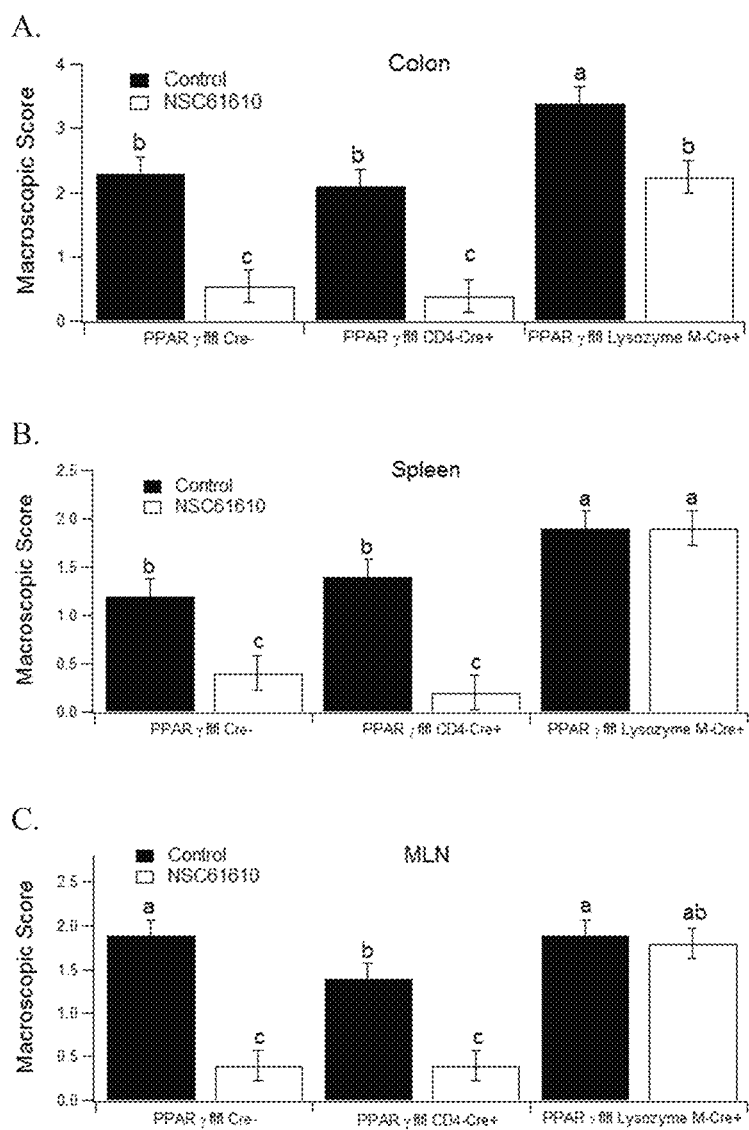 A.
Colon
Control
NSC61610
Macroscopic Score
4
3
2
1
0
b
c
b
c
a
b
PPAR γ fl/fl Cre-
PPAR γ fl/fl CD4-Cre+
PPAR γ fl/fl Lysozyme M-Cre+
B.
Spleen
Control
NSC61610
Macroscopic Score
2.5
2.0
1.5
1.0
0.5
0.0
b
c
b
c
a
a
PPAR γ fl/fl Cre-
PPAR γ fl/fl CD4-Cre+
PPAR γ fl/fl Lysozyme M-Cre+
C.
MLN
Control
NSC61610
Macroscopic Score
2.5
2.0
1.5
1.0
0.5
0.0
a
c
b
c
a
ab
PPAR γ fl/fl Cre-
PPAR γ fl/fl CD4-Cre+
PPAR γ fl/fl Lysozyme M-Cre+